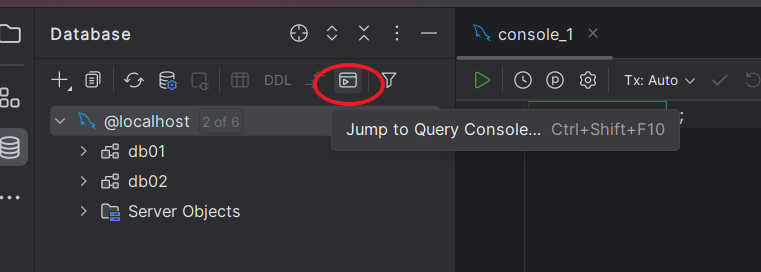 Database
console_1
DDL
Tx: Auto
@localhost 2 of 6
;
Jump to Query Console... Ctrl+Shift+F10
db01
db02
Server Objects